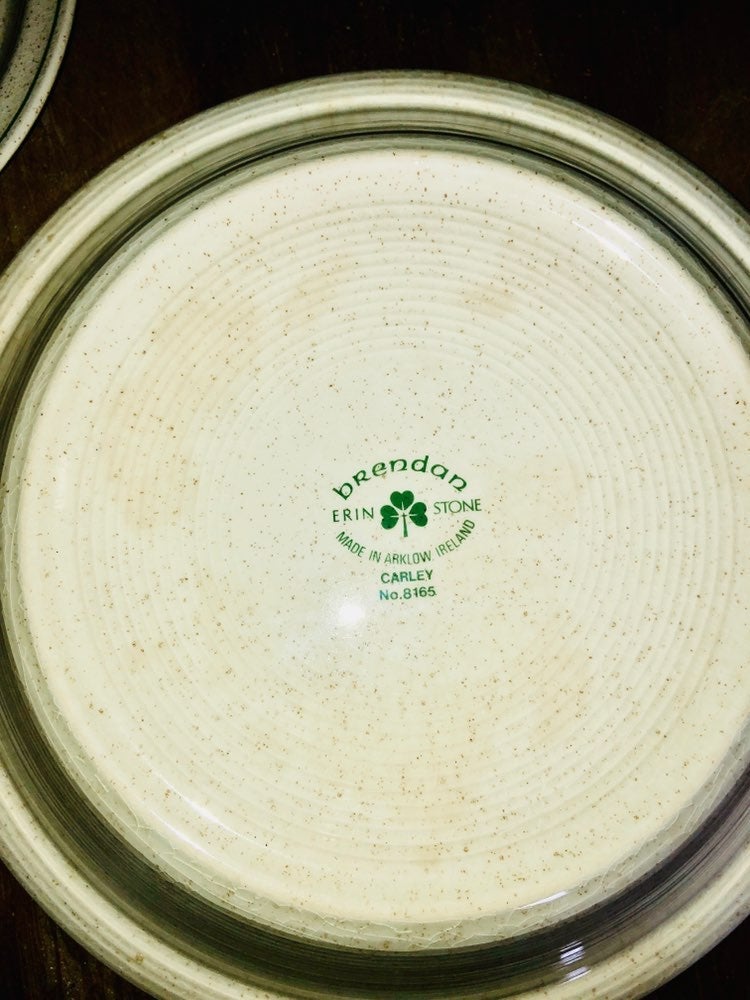 brendan
ERIN STONE
MADE IN ARKLOW IRELAND
CARLEY
No.8165